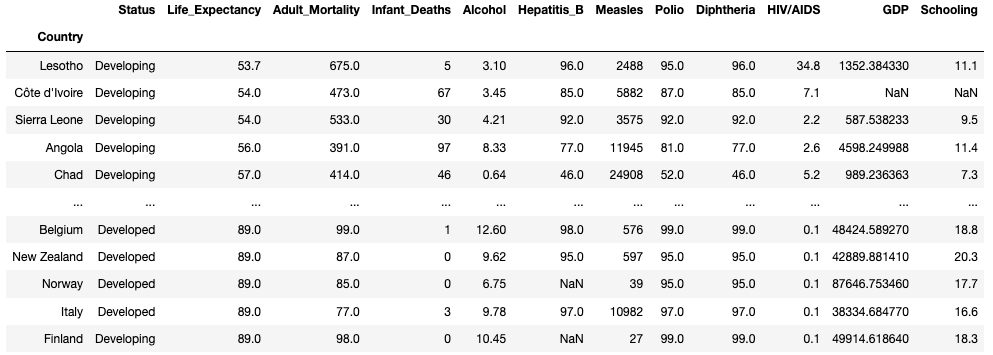 Status Life_Expectancy Adult_Mortality Infant_Deaths Alcohol Hepatitis_B Measles Polio Diphtheria HIV/AIDS GDP Schooling
Country
Lesotho Developing 53.7 675.0 5 3.10 96.0 2488 95.0 96.0 34.8 1352.384330 11.1
Côte d'Ivoire Developing 54.0 473.0 67 3.45 85.0 5882 87.0 85.0 7.1 NaN NaN
Sierra Leone Developing 54.0 533.0 30 4.21 92.0 3575 92.0 92.0 2.2 587.538233 9.5
Angola Developing 56.0 391.0 97 8.33 77.0 11945 81.0 77.0 2.6 4598.249988 11.4
Chad Developing 57.0 414.0 46 0.64 46.0 24908 52.0 46.0 5.2 989.236363 7.3
... ... ... ... ... ... ... ... ... ... ... ... ...
Belgium Developed 89.0 99.0 1 12.60 98.0 576 99.0 99.0 0.1 48424.589270 18.8
New Zealand Developed 89.0 87.0 0 9.62 95.0 597 95.0 95.0 0.1 42889.881410 20.3
Norway Developed 89.0 85.0 0 6.75 NaN 39 95.0 95.0 0.1 87646.753460 17.7
Italy Developed 89.0 77.0 3 9.78 97.0 10982 97.0 97.0 0.1 38334.684770 16.6
Finland Developing 89.0 98.0 0 10.45 NaN 27 99.0 99.0 0.1 49914.618640 18.3